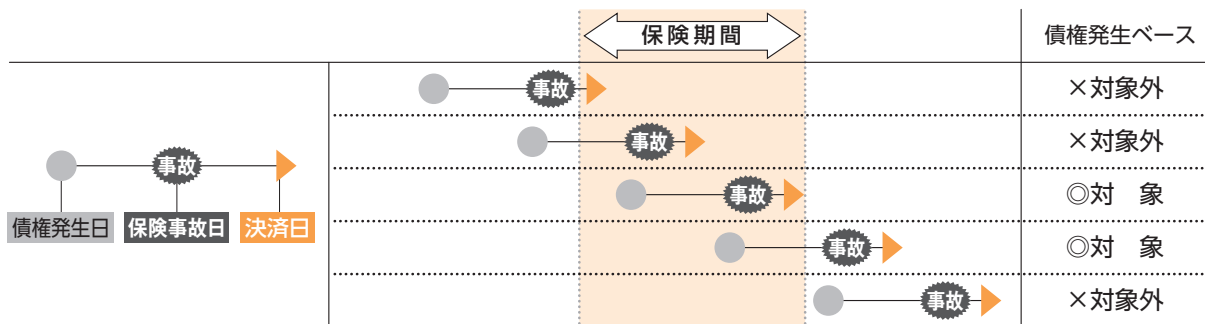 保険期間
債権発生ベース
事故
×対象外
事故
×対象外
事故
債権発生日
保険事故日
決済日
事故
◎対　象
事故
◎対　象
事故
×対象外